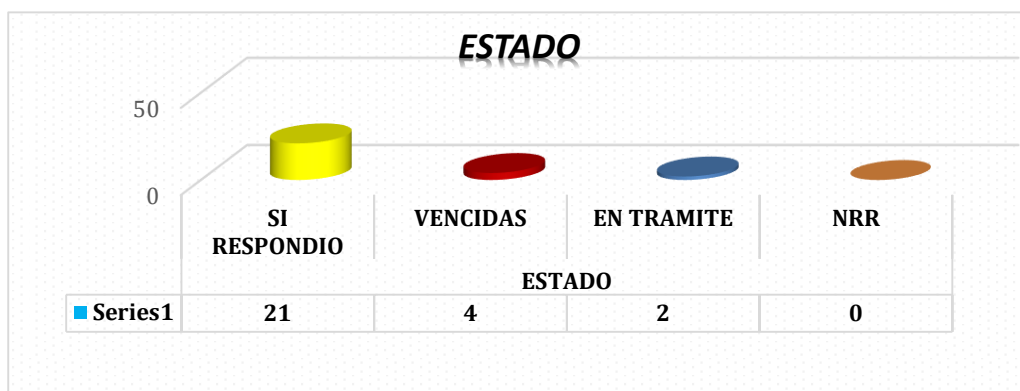 ESTADO
50
0
SI
RESPONDIO
VENCIDAS
EN TRAMITE
NRR
ESTADO
Series1 21 4 2 0